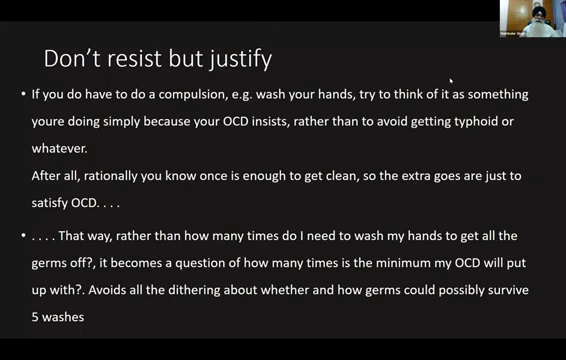 Don't resist but justify
• If you do have to do a compulsion, e.g. wash your hands, try to think of it as something
youre doing simply because your OCD insists, rather than to avoid getting typhoid or
whatever.
After all, rationally you know once is enough to get clean, so the extra goes are just to
satisfy OCD. . . .
• . . . . That way, rather than how many times do I need to wash my hands to get all the
germs off?, it becomes a question of how many times is the minimum my OCD will put
up with?. Avoids all the dithering about whether and how germs could possibly survive
5 washes